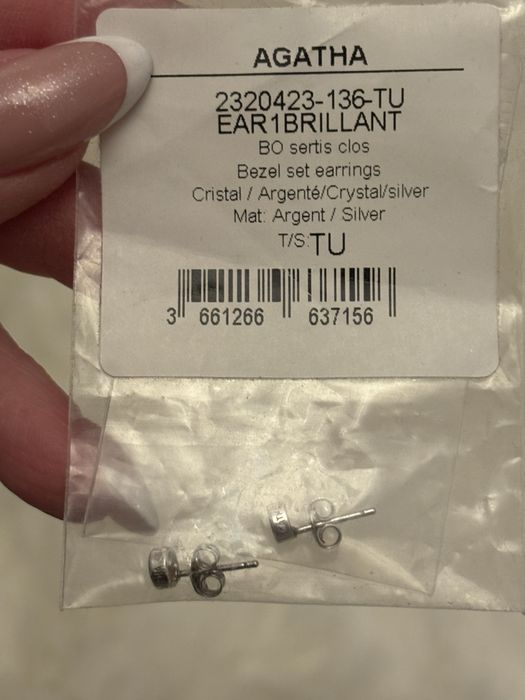 AGATHA
2320423-136-TU
EAR1BRILLANT
BO sertis clos
Bezel set earrings
Cristal / Argenté/Crystal/silver
Mat: Argent / Silver
T/S:TU
3 661266 637156